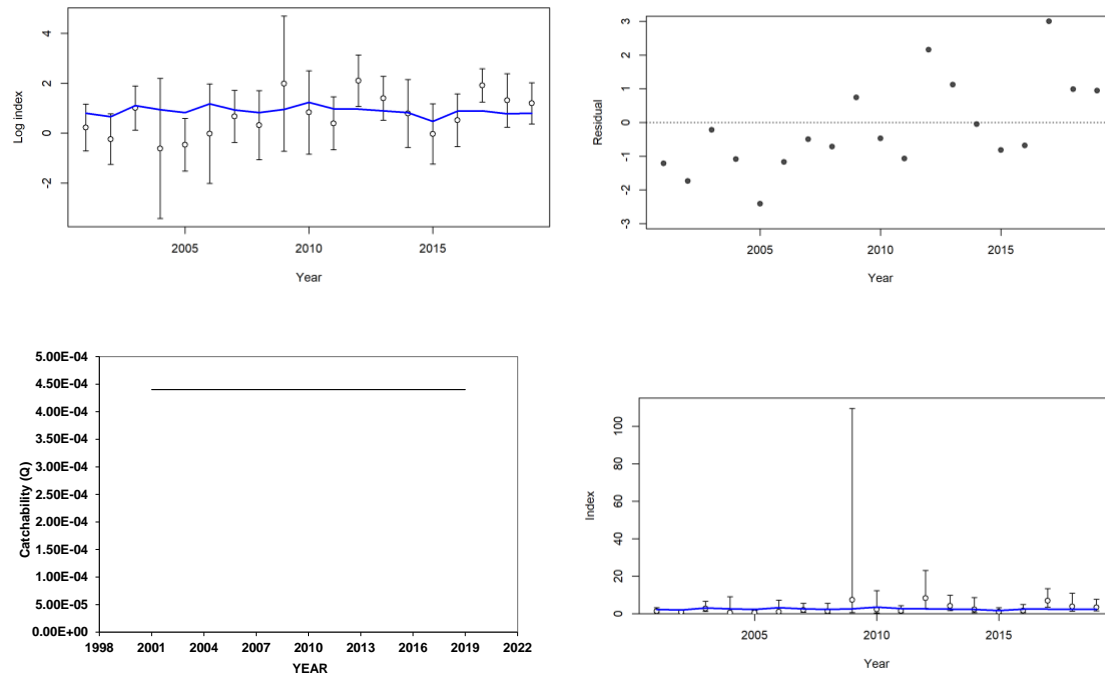 4
2
0
-2
Log index
2005
2010
2015
Year
3
2
1
0
-1
-2
-3
Residual
2005
2010
2015
Year
5.00E-04
4.50E-04
4.00E-04
3.50E-04
3.00E-04
2.50E-04
2.00E-04
1.50E-04
1.00E-04
5.00E-05
0.00E+00
Catchability (Q)
1998 2001 2004 2007 2010 2013 2016 2019 2022
YEAR
100
80
60
40
20
0
Index
2005
2010
2015
Year